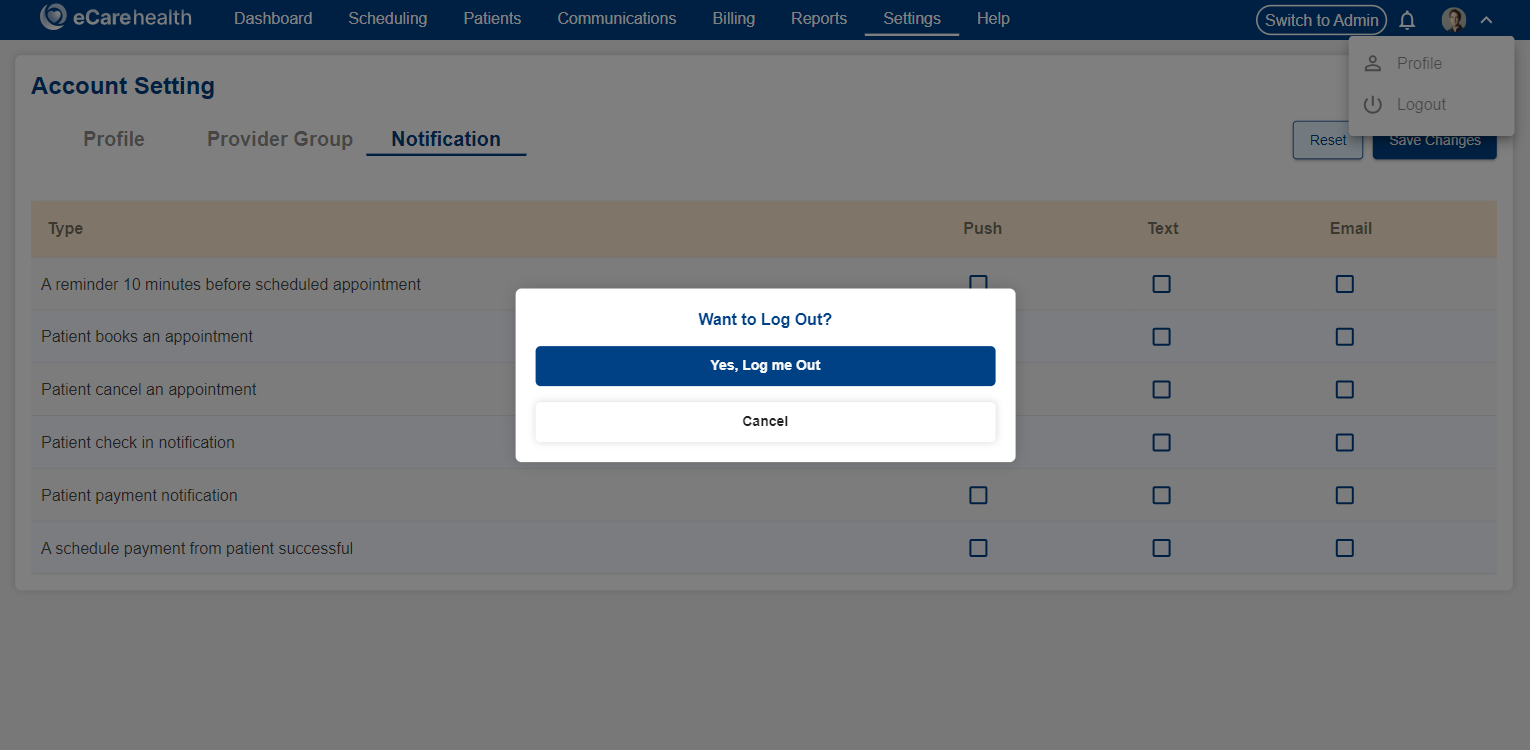 eCarehealth Dashboard Scheduling Patients Communications Billing Reports Settings Help Switch to Admin
Profile
Logout
Account Setting
Profile Provider Group Notification
Reset Save Changes
Type Push Text Email
A reminder 10 minutes before scheduled appointment
Patient books an appointment
Patient cancel an appointment
Patient check in notification
Patient payment notification
A schedule payment from patient successful
Want to Log Out?
Yes, Log me Out
Cancel